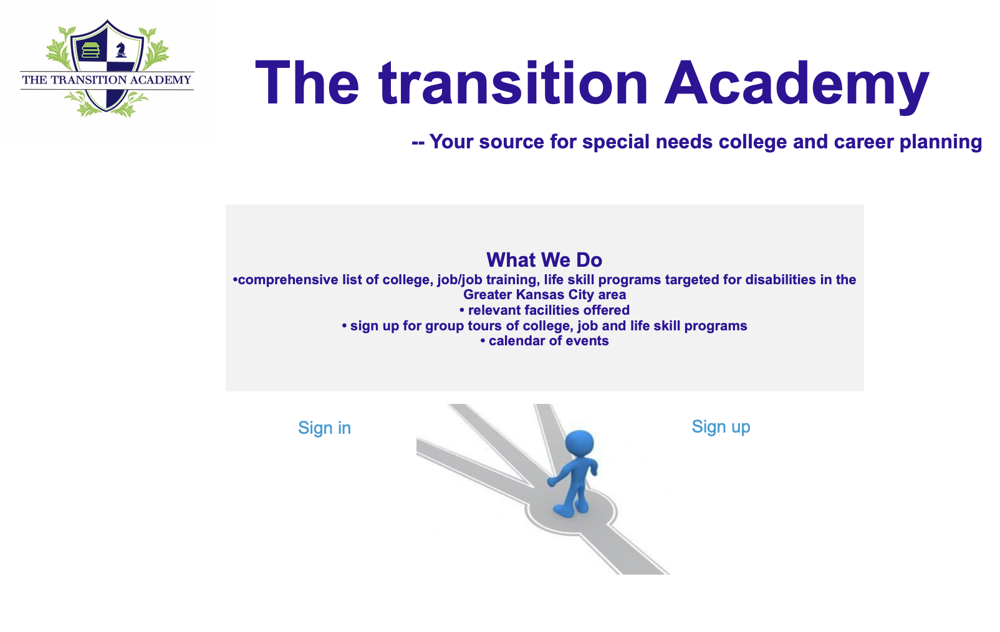 THE TRANSITION ACADEMY
The transition Academy
-- Your source for special needs college and career planning
What We Do
•comprehensive list of college, job/job training, life skill programs targeted for disabilities in the
Greater Kansas City area
• relevant facilities offered
• sign up for group tours of college, job and life skill programs
• calendar of events
Sign in
Sign up